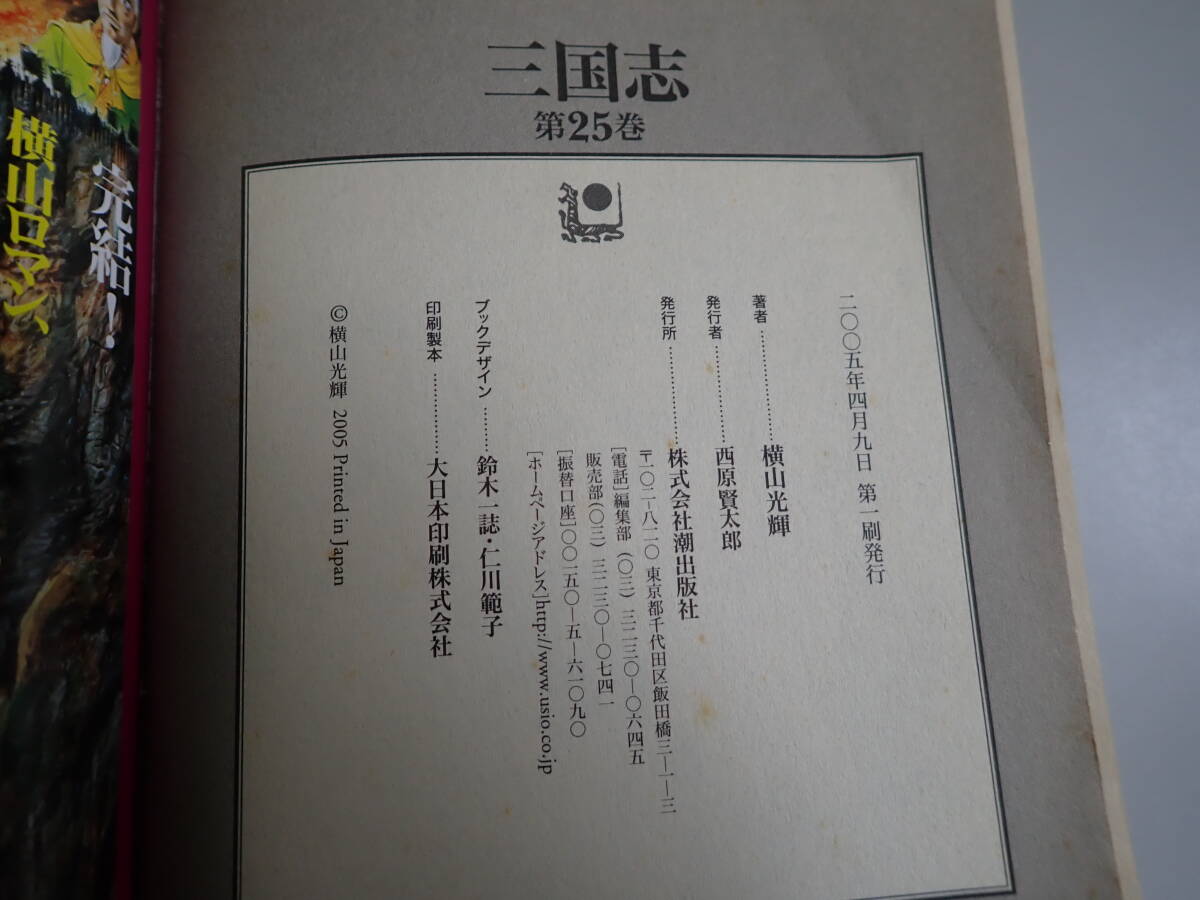 三国志
第25巻
二〇〇五年四月九日 第一刷発行
著者…………………横山光輝
発行者………………西原賢太郎
発行所………………株式会社潮出版社
〒一〇二-八一一〇 東京都千代田区飯田橋三-一-三
[電話]編集部 (〇三) 三二三〇-〇六四五
販売部(〇三) 三二三〇-〇七四一
[振替口座]〇〇一五〇-五-六一〇九〇
[ホームページアドレス]http://www.usio.co.jp
ブックデザイン………鈴木一誌・仁川範子
印刷製本………………大日本印刷株式会社
©横山光輝 2005 Printed in Japan
完結!
横山ロマン、